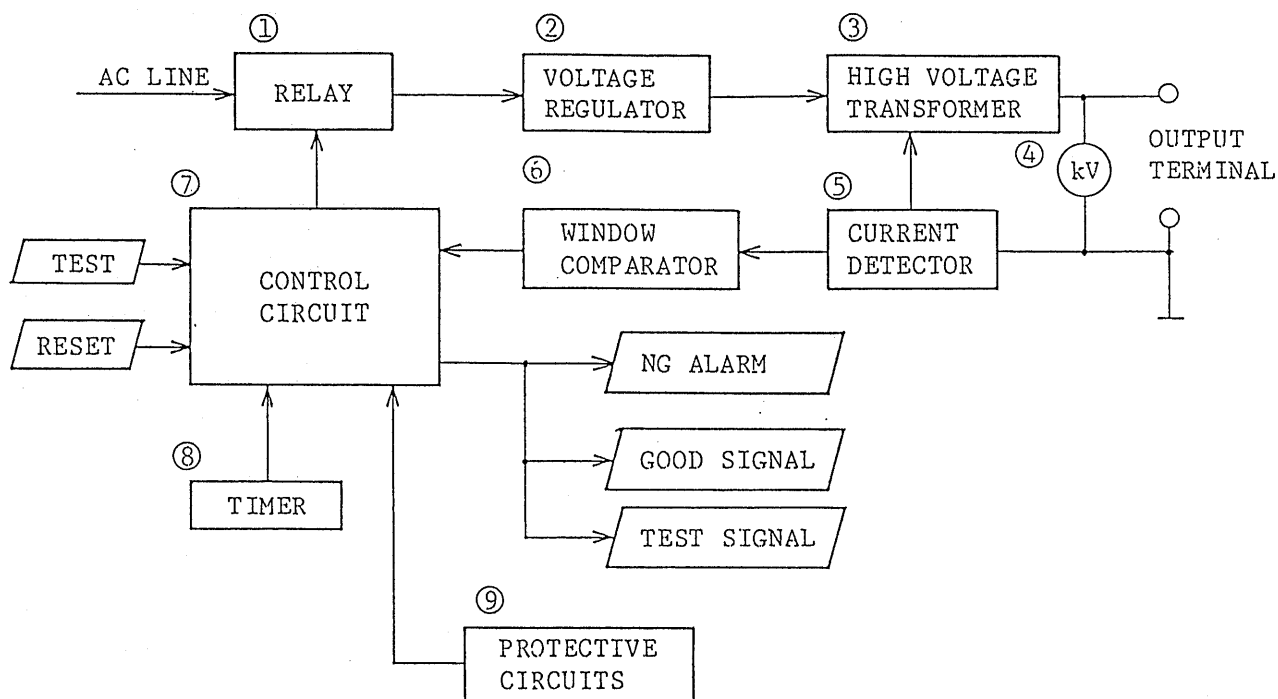 ①
②
③
AC LINE
RELAY
VOLTAGE
REGULATOR
HIGH VOLTAGE
TRANSFORMER
④
kV
OUTPUT
TERMINAL
⑦
⑥
⑤
TEST
RESET
CONTROL
CIRCUIT
WINDOW
COMPARATOR
CURRENT
DETECTOR
NG ALARM
GOOD SIGNAL
TEST SIGNAL
⑧
TIMER
⑨
PROTECTIVE
CIRCUITS